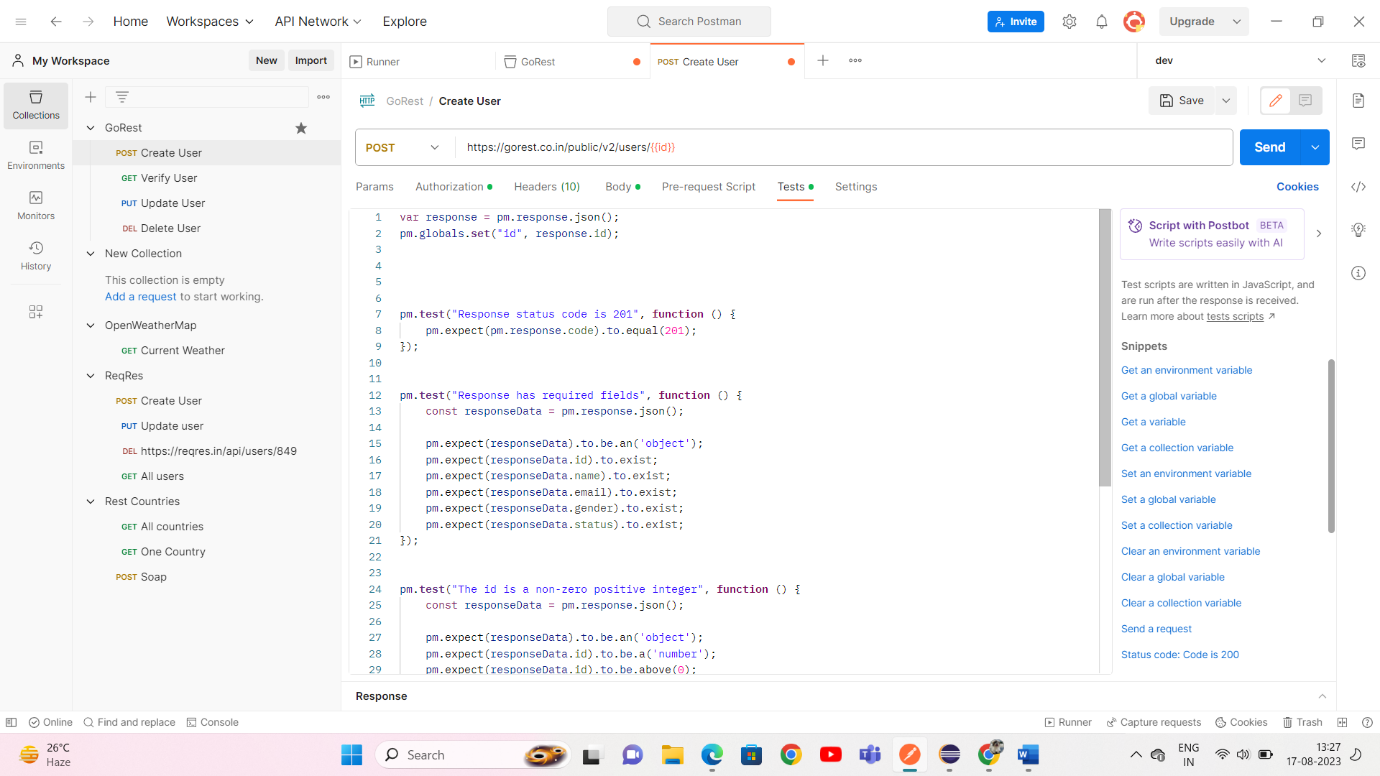 Home Workspaces API Network Explore Search Postman Invite Upgrade
My Workspace New Import Runner GoRest POST Create User dev
Collections
Environments
Monitors
History
GoRest
POST Create User
GET Verify User
PUT Update User
DEL Delete User
New Collection
This collection is empty
Add a request to start working.
OpenWeatherMap
GET Current Weather
ReqRes
POST Create User
PUT Update user
DEL https://reqres.in/api/users/849
GET All users
Rest Countries
GET All countries
GET One Country
POST Soap
HTTP GoRest / Create User Save
POST https://gorest.co.in/public/v2/users/{{id}} Send
Params Authorization Headers (10) Body Pre-request Script Tests Settings Cookies
1 var response = pm.response.json();
2 pm.globals.set("id", response.id);
3
4
5
6
7 pm.test("Response status code is 201", function () {
8 pm.expect(pm.response.code).to.equal(201);
9 });
10
11
12 pm.test("Response has required fields", function () {
13 const responseData = pm.response.json();
14
15 pm.expect(responseData).to.be.an('object');
16 pm.expect(responseData.id).to.exist;
17 pm.expect(responseData.name).to.exist;
18 pm.expect(responseData.email).to.exist;
19 pm.expect(responseData.gender).to.exist;
20 pm.expect(responseData.status).to.exist;
21 });
22
23
24 pm.test("The id is a non-zero positive integer", function () {
25 const responseData = pm.response.json();
26
27 pm.expect(responseData).to.be.an('object');
28 pm.expect(responseData.id).to.be.a('number');
29 pm.expect(responseData.id).to.be.above(0);
Script with Postbot BETA
Write scripts easily with AI
Test scripts are written in JavaScript, and
are run after the response is received.
Learn more about tests scripts ↗
Snippets
Get an environment variable
Get a global variable
Get a variable
Get a collection variable
Set an environment variable
Set a global variable
Set a collection variable
Clear an environment variable
Clear a global variable
Clear a collection variable
Send a request
Status code: Code is 200
Response
Online Find and replace Console Runner Capture requests Cookies Trash
26°C
Haze
Search
ENG
IN
13:27
17-08-2023